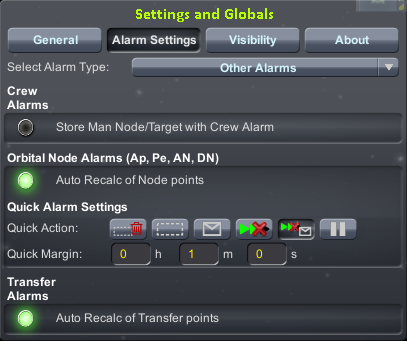 Settings and Globals
General Alarm Settings Visibility About
Select Alarm Type: Other Alarms
Crew
Alarms
Store Man Node/Target with Crew Alarm
Orbital Node Alarms (Ap, Pe, AN, DN)
Auto Recalc of Node points
Quick Alarm Settings
Quick Action:
Quick Margin: 0 h 1 m 0 s
Transfer
Alarms
Auto Recalc of Transfer points